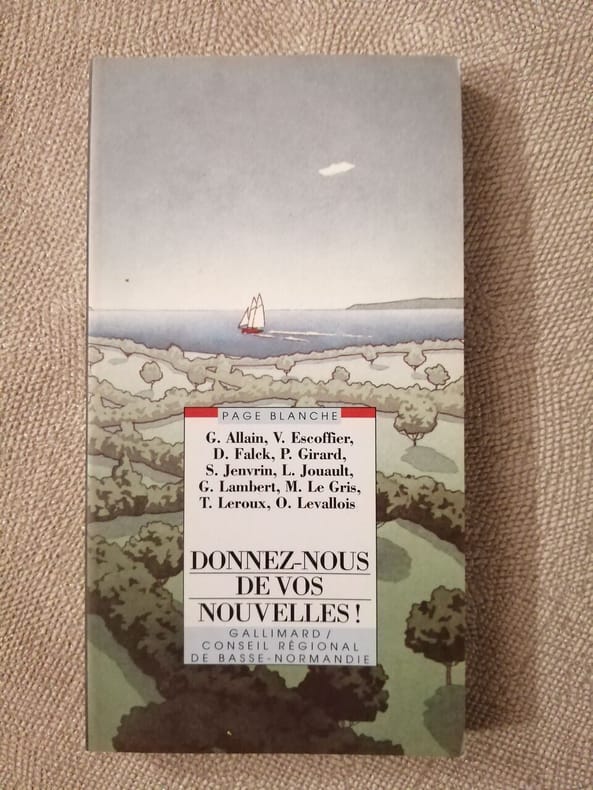 PAGE BLANCHE
G. Allain, V. Escoffier,
D. Falck, P. Girard,
S. Jenvrin, L. Jouault,
G. Lambert, M. Le Gris,
T. Leroux, O. Levallois
DONNEZ-NOUS
DE VOS
NOUVELLES !
GALLIMARD /
CONSEIL RÉGIONAL
DE BASSE-NORMANDIE